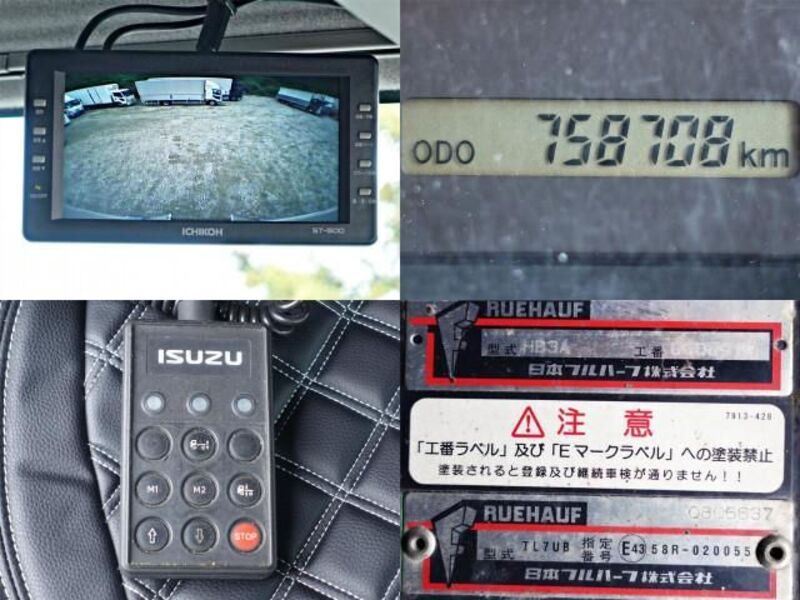 ICHIKOH
ST-800
ODO 758708 km
ISUZU
M1 M2
STOP
RUEHAUF
型式 HB3A 工番
日本フルハーフ株式会社
注意
7913-428
「工番ラベル」及び「Eマークラベル」への塗装禁止
塗装されると登録及び継続車検が通りません！！
RUEHAUF
0805637
型式 TL7UB 指定番号 E43 58R-020055
日本フルハーフ株式会社